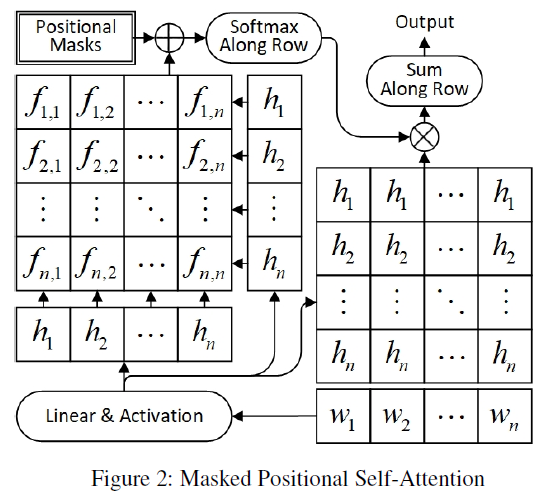 Positional
Masks
Softmax
Along Row
Output
Sum
Along Row
f1,1 f1,2 ⋯ f1,n h1
f2,1 f2,2 ⋯ f2,n h2
⋮ ⋮ ⋱ ⋮ ⋮
fn,1 fn,2 ⋯ fn,n hn
h1 h2 ⋯ hn
h1 h1 ⋯ h1
h2 h2 ⋯ h2
⋮ ⋮ ⋱ ⋮
hn hn ⋯ hn
Linear & Activation
w1 w2 ⋯ wn
Figure 2: Masked Positional Self-Attention